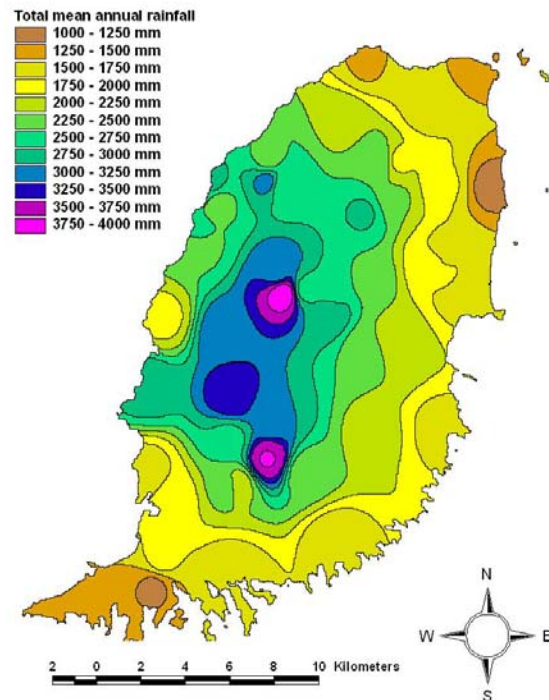 Total mean annual rainfall
1000 - 1250 mm
1250 - 1500 mm
1500 - 1750 mm
1750 - 2000 mm
2000 - 2250 mm
2250 - 2500 mm
2500 - 2750 mm
2750 - 3000 mm
3000 - 3250 mm
3250 - 3500 mm
3500 - 3750 mm
3750 - 4000 mm
N
W E
S
2 0 2 4 6 8 10 Kilometers